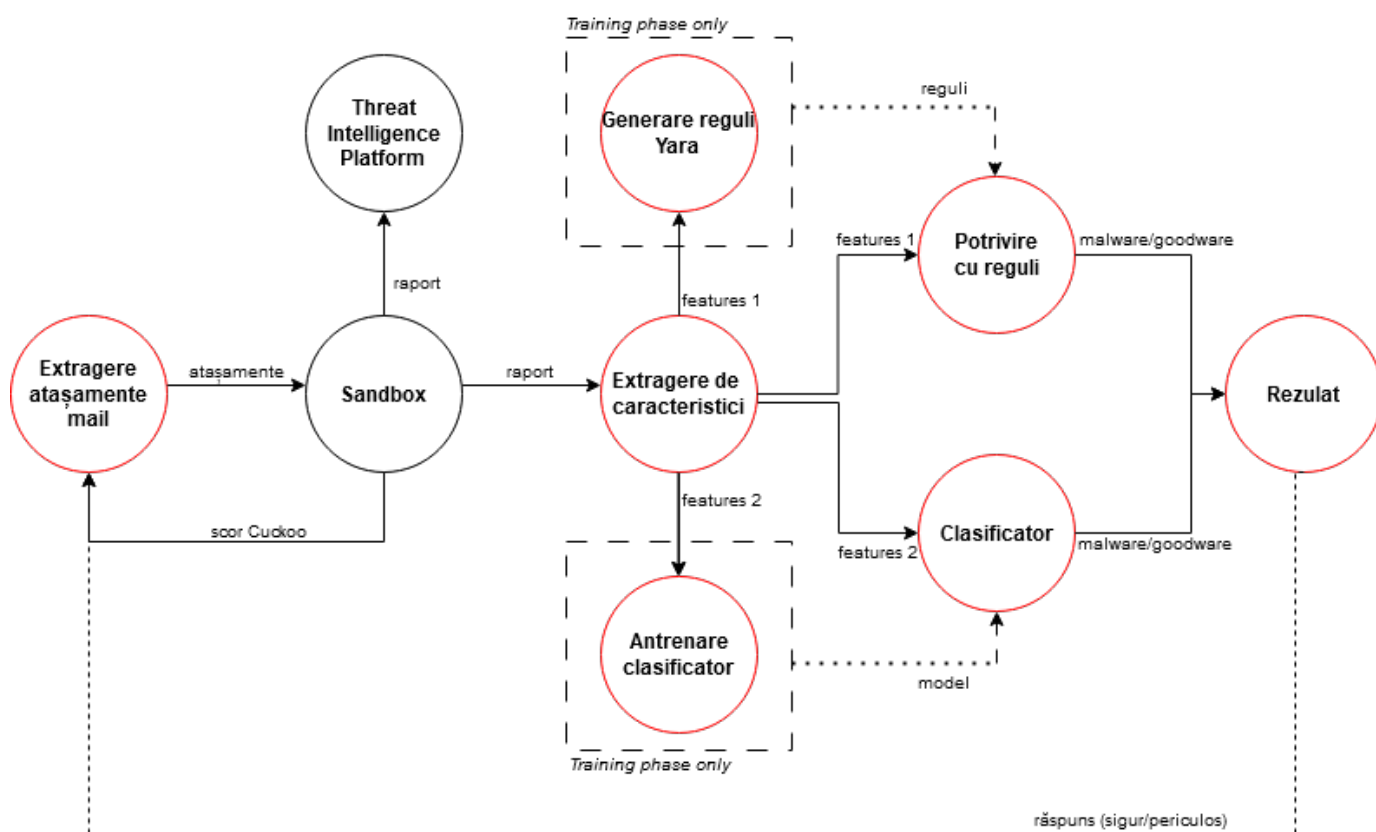 Training phase only
Threat
Intelligence
Platform
Generare reguli
Yara
reguli
raport
features 1
features 1
Potrivire
cu reguli
malware/goodware
Extragere
atașamente
mail
atașamente
Sandbox
raport
Extragere de
caracteristici
Rezulat
scor Cuckoo
features 2
features 2
Clasificator
malware/goodware
Antrenare
clasificator
model
Training phase only
răspuns (sigur/periculos)